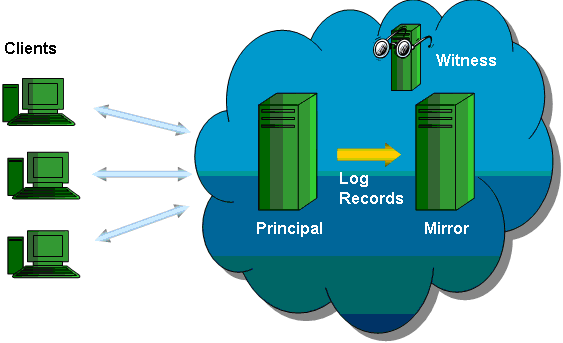 Clients
Witness
Log
Records
Principal
Mirror